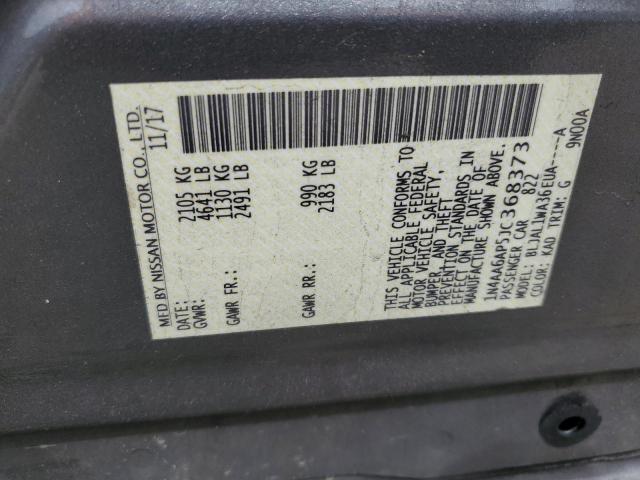 MFD BY NISSAN MOTOR CO., LTD.
DATE: 11/17
GVWR: 2105 KG
4641 LB
GAWR FR.: 1130 KG
2491 LB
GAWR RR.: 990 KG
2183 LB
THIS VEHICLE CONFORMS TO
ALL APPLICABLE FEDERAL
MOTOR VEHICLE SAFETY,
BUMPER, AND THEFT
PREVENTION STANDARDS IN
EFFECT ON THE DATE OF
MANUFACTURE SHOWN ABOVE.
1N4AA6AP5JC368373
PASSENGER CAR 822
MODEL: BLJALIWA36EUA-----A
COLOR: KAD TRIM: G 9N00A